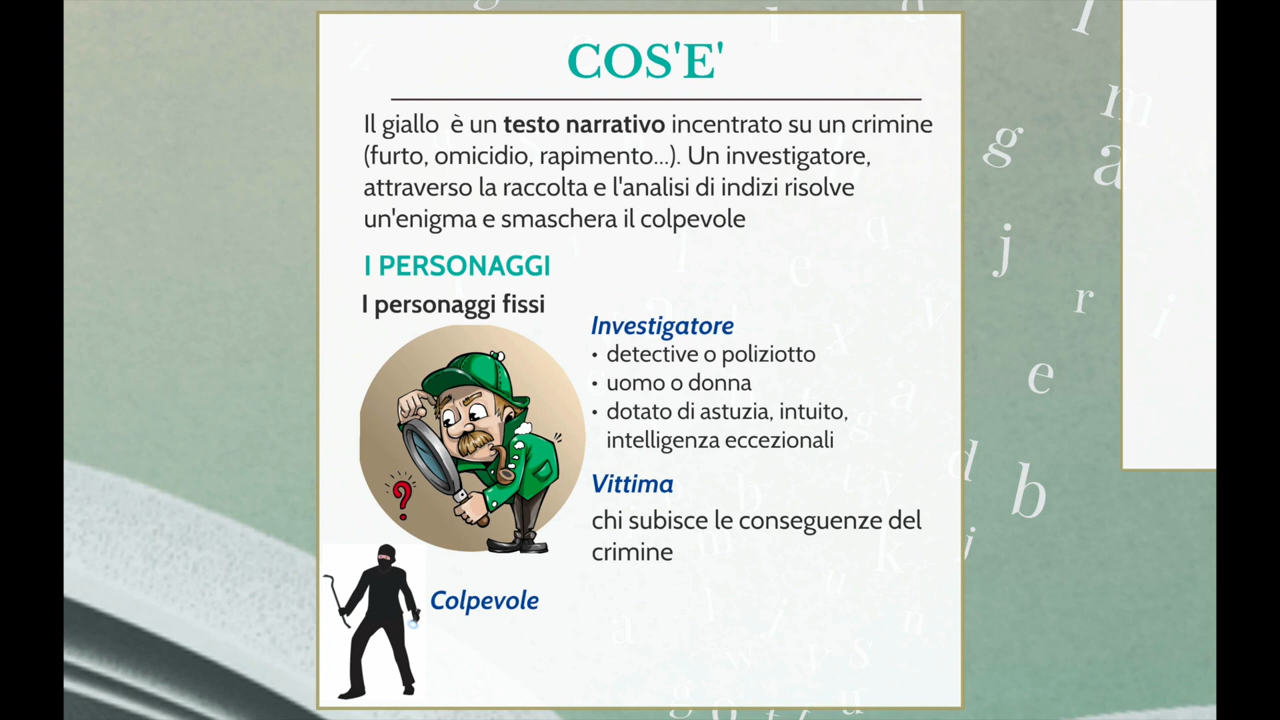 COS'E'
Il giallo è un testo narrativo incentrato su un crimine
(furto, omicidio, rapimento...). Un investigatore,
attraverso la raccolta e l'analisi di indizi risolve
un'enigma e smaschera il colpevole
I PERSONAGGI
I personaggi fissi
Investigatore
• detective o poliziotto
• uomo o donna
• dotato di astuzia, intuito,
intelligenza eccezionali
Vittima
chi subisce le conseguenze del
crimine
?
Colpevole